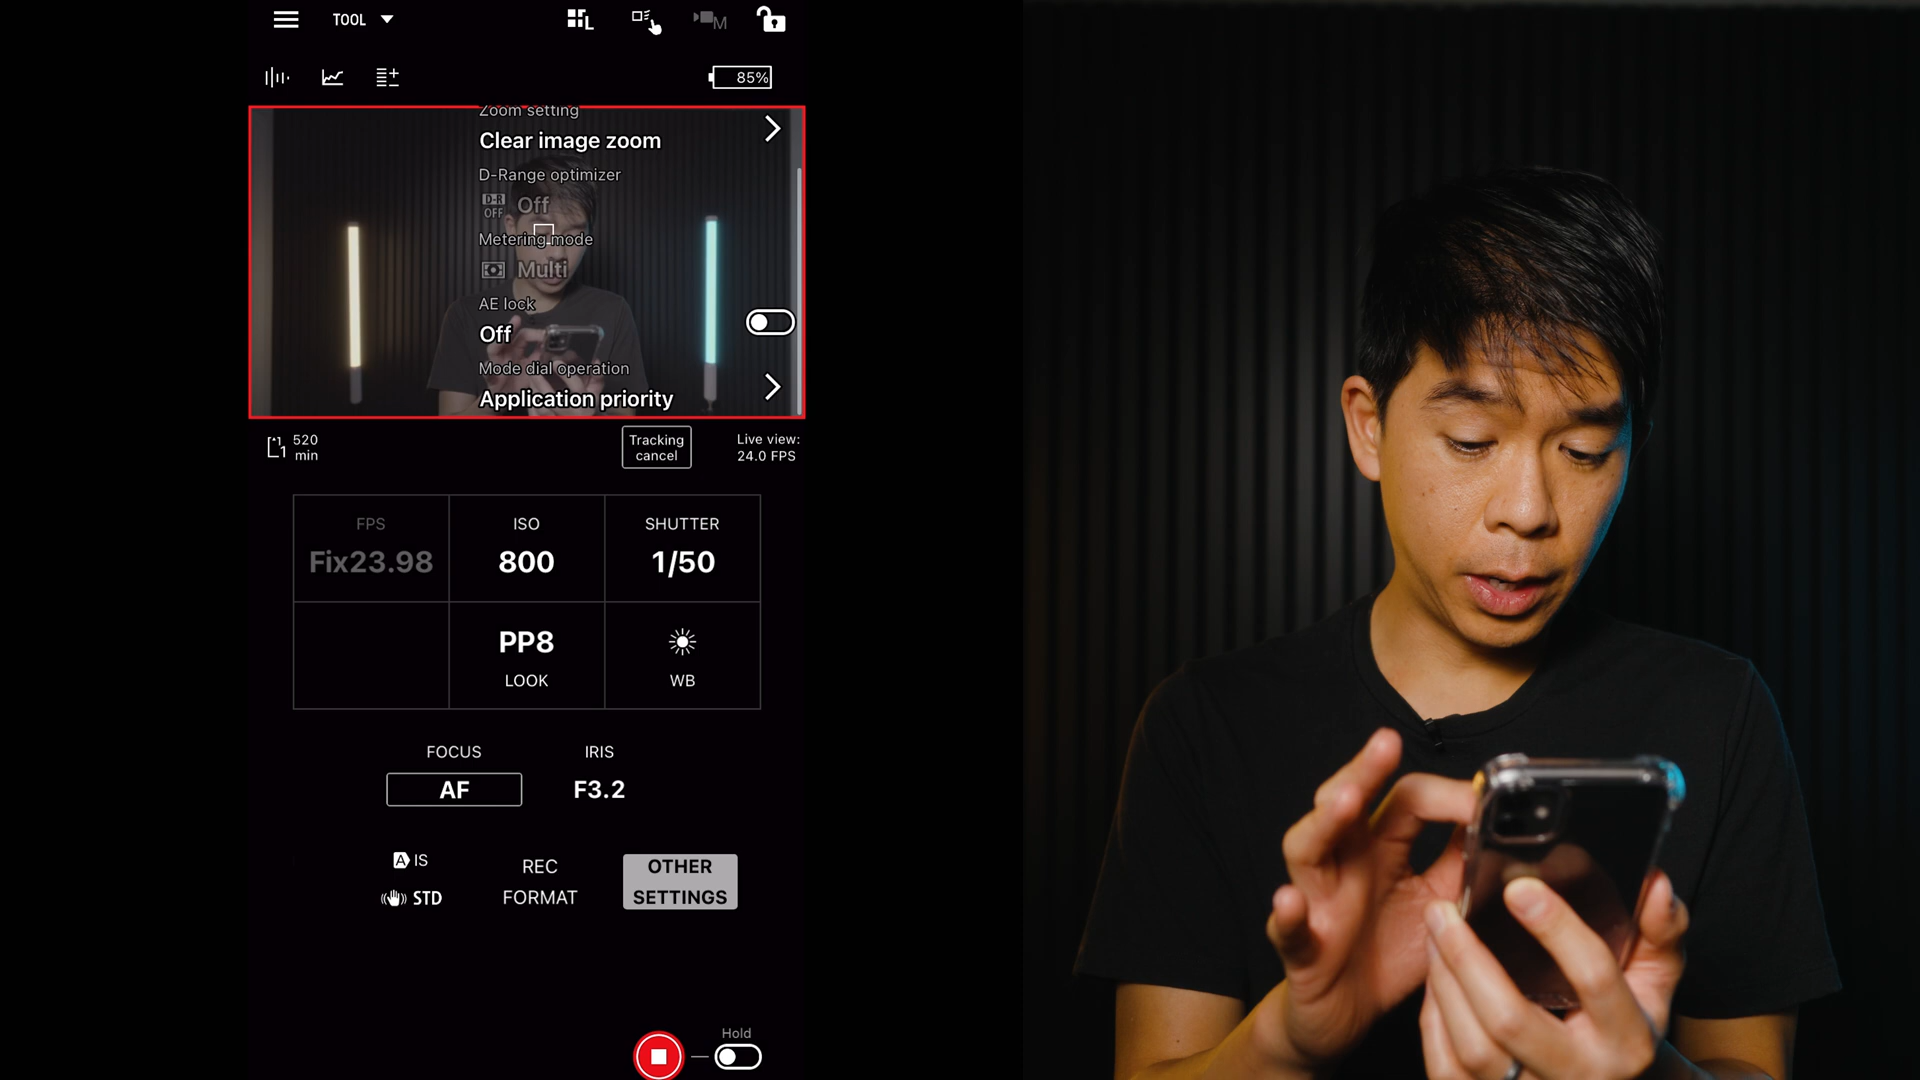 TOOL
L
M
85%
Zoom setting
Clear image zoom
D-Range optimizer
D-R
OFF
Off
Metering mode
Multi
AE lock
Off
Mode dial operation
Application priority
1
520
min
Tracking
cancel
Live view:
24.0 FPS
FPS
Fix23.98
ISO
800
SHUTTER
1/50
PP8
LOOK
WB
FOCUS
AF
IRIS
F3.2
A IS
STD
REC
FORMAT
OTHER
SETTINGS
Hold